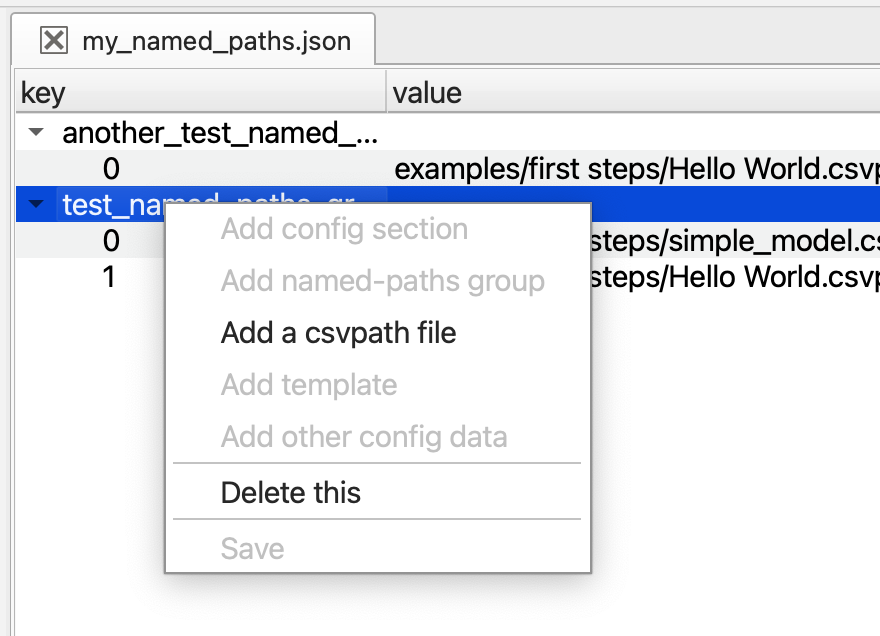 my_named_paths.json
key value
another_test_named_...
0 examples/first steps/Hello World.csvp
test_named_paths_gr
0 steps/simple_model.cs
1 steps/Hello World.csvp
Add config section
Add named-paths group
Add a csvpath file
Add template
Add other config data
Delete this
Save